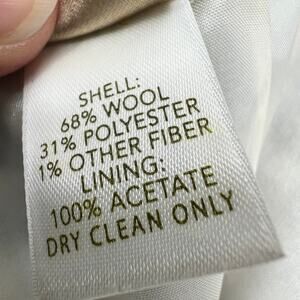 SHELL:
68% WOOL
31% POLYESTER
1% OTHER FIBER
LINING:
100% ACETATE
DRY CLEAN ONLY